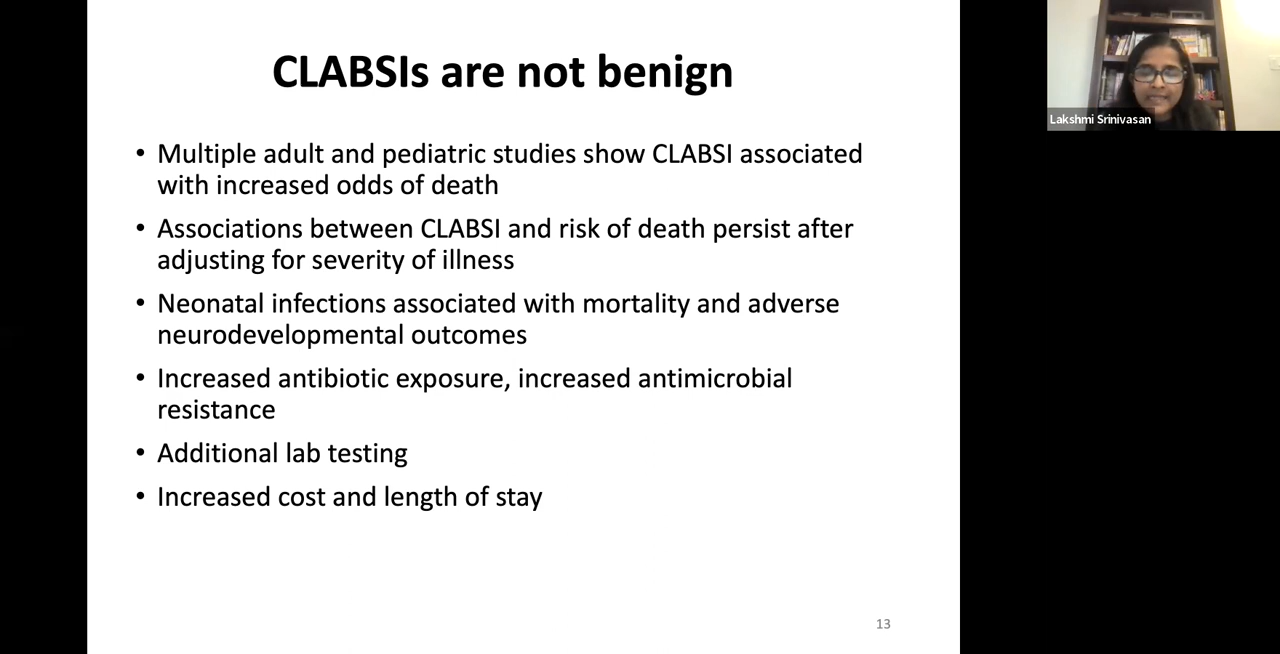 CLABSIs are not benign
• Multiple adult and pediatric studies show CLABSI associated
with increased odds of death
• Associations between CLABSI and risk of death persist after
adjusting for severity of illness
• Neonatal infections associated with mortality and adverse
neurodevelopmental outcomes
• Increased antibiotic exposure, increased antimicrobial
resistance
• Additional lab testing
• Increased cost and length of stay
13
Lakshmi Srinivasan